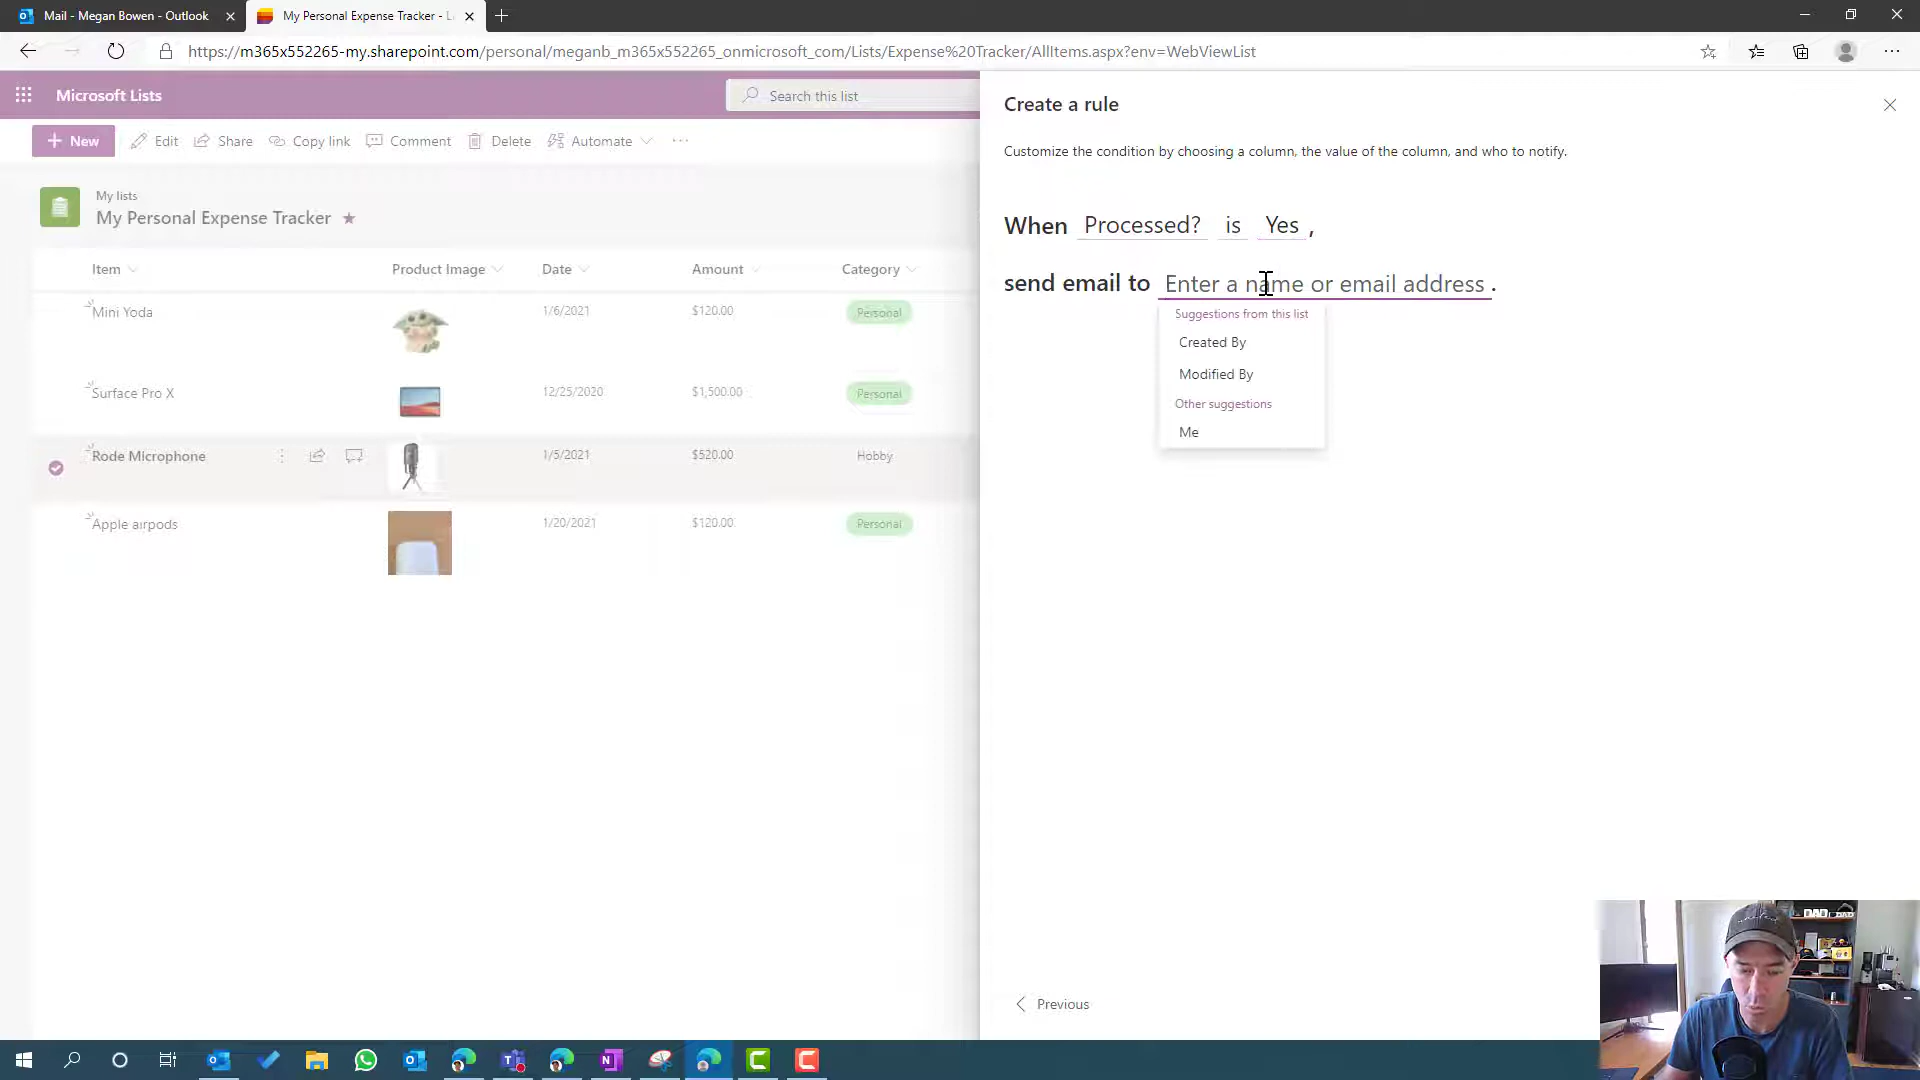 Mail - Megan Bowen - Outlook
My Personal Expense Tracker - L
https://m365x552265-my.sharepoint.com/personal/meganb_m365x552265_onmicrosoft_com/Lists/Expense%20Tracker/AllItems.aspx?env=WebViewList
Microsoft Lists
Search this list
New Edit Share Copy link Comment Delete Automate
My lists
My Personal Expense Tracker
Item Product Image Date Amount Category
Mini Yoda 1/6/2021 $120.00 Personal
Surface Pro X 12/25/2020 $1,500.00 Personal
Rode Microphone 1/5/2021 $520.00 Hobby
Apple airpods 1/20/2021 $120.00 Personal
Create a rule
Customize the condition by choosing a column, the value of the column, and who to notify.
When Processed? is Yes ,
send email to Enter a name or email address .
Suggestions from this list
Created By
Modified By
Other suggestions
Me
Previous
DAD DAD